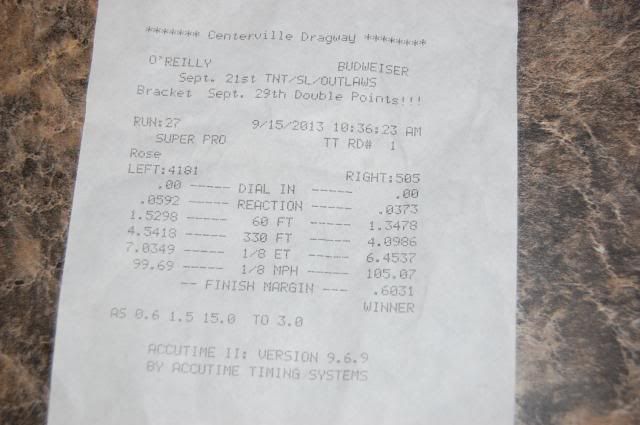 ******* Centerville Dragway ********
O'REILLY BUDWEISER
Sept. 21st TNT/SL/OUTLAWS
Bracket Sept. 29th Double Points!!!
RUN:27 9/15/2013 10:36:23 AM
SUPER PRO TT RD# 1
Rose
LEFT:4181 RIGHT:505
.00 ----- DIAL IN ----- .00
.0592 ----- REACTION ----- .0373
1.5298 ----- 60 FT ----- 1.3478
4.5418 ----- 330 FT ----- 4.0986
7.0349 ----- 1/8 ET ----- 6.4537
99.69 ----- 1/8 MPH ----- 105.07
-- FINISH MARGIN --- .6031
WINNER
AS 0.6 1.5 15.0 TO 3.0
ACCUTIME II: VERSION 9.6.9
BY ACCUTIME TIMING SYSTEMS